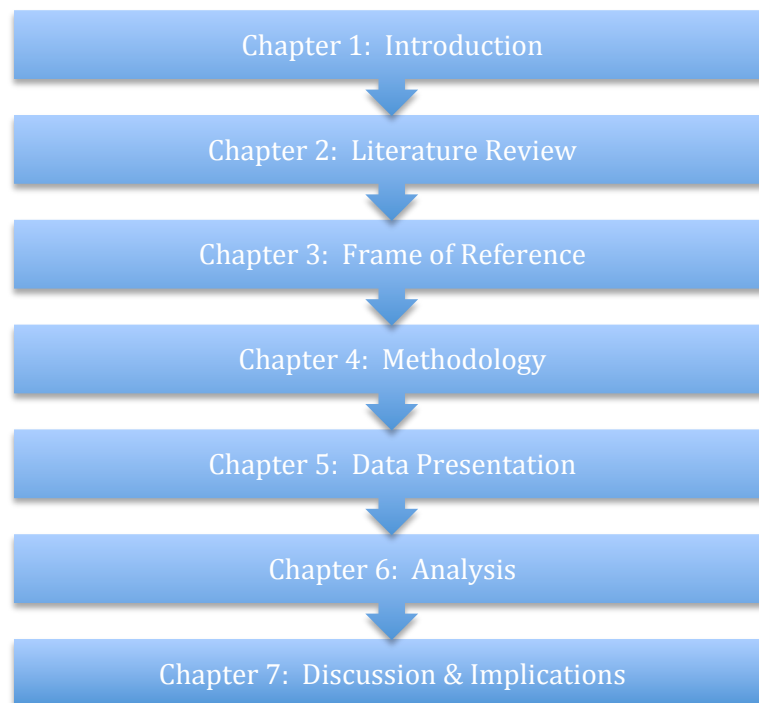 Chapter 1:  Introduction
Chapter 2:  Literature Review
Chapter 3:  Frame of Reference
Chapter 4:  Methodology
Chapter 5:  Data Presentation
Chapter 6:  Analysis
Chapter 7:  Discussion & Implications